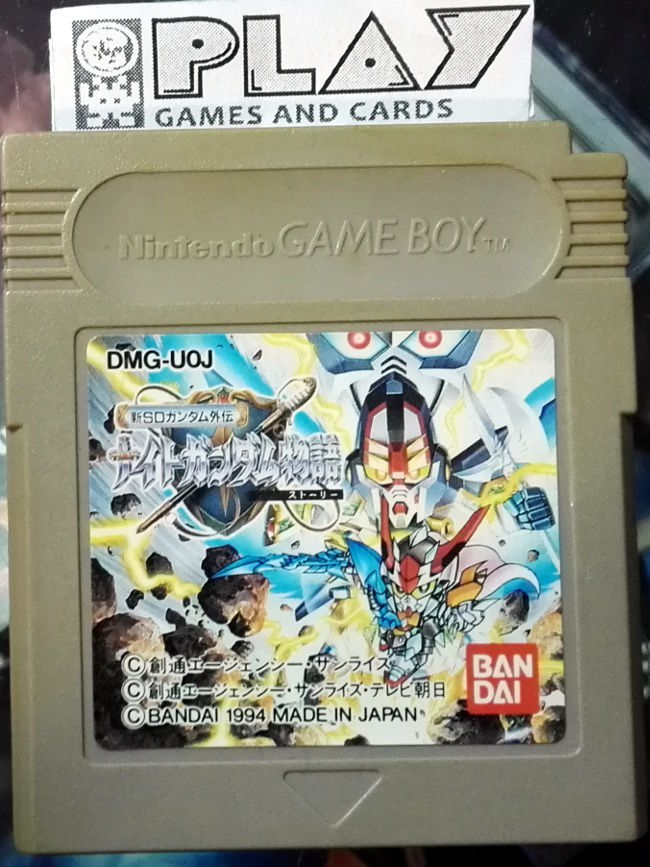 PLAY
GAMES AND CARDS
Nintendo GAME BOY TM
DMG-U0J
新SDガンダム外伝
ナイトガンダム物語
ストーリー
©創通エージェンシー・サンライズ
©創通エージェンシー・サンライズ・テレビ朝日
©BANDAI 1994 MADE IN JAPAN
BAN
DAI